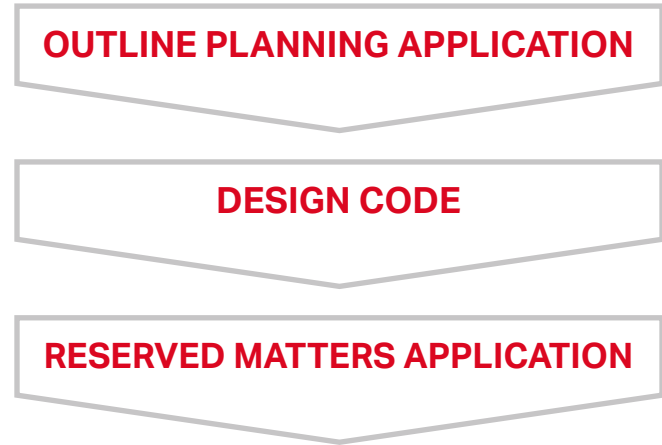 OUTLINE PLANNING APPLICATION
DESIGN CODE
RESERVED MATTERS APPLICATION